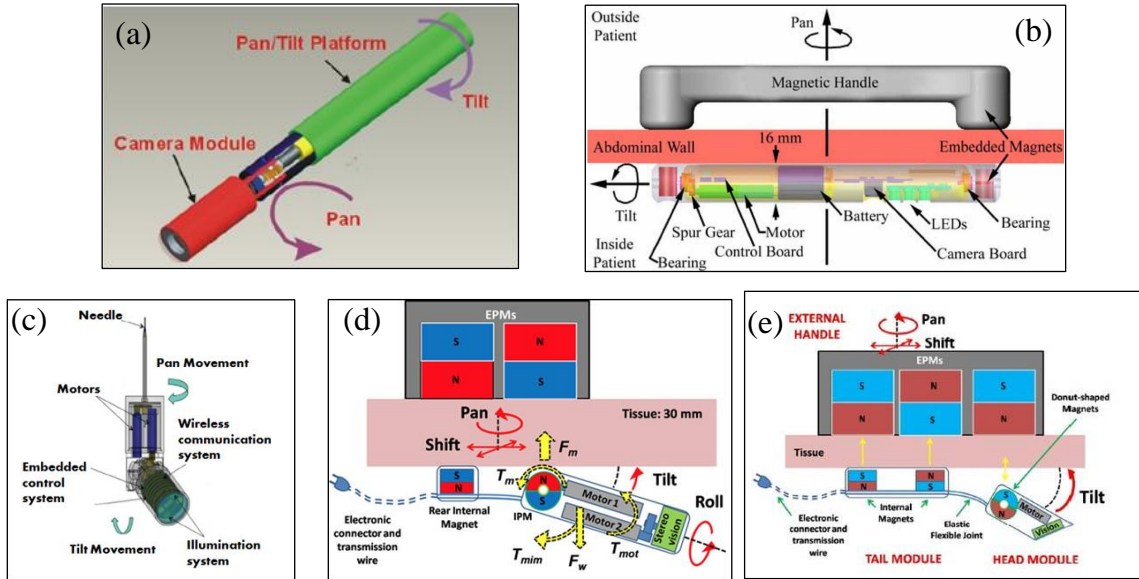 (a)
Pan/Tilt Platform
Tilt
Camera Module
Pan
(b)
Outside
Patient
Pan
Magnetic Handle
16 mm
Abdominal Wall
Embedded Magnets
Tilt
Inside
Patient
Spur Gear
Bearing
Motor
Control Board
Battery
LEDs
Camera Board
Bearing
(c)
Needle
Pan Movement
Motors
Wireless
communication
system
Embedded
control
system
Tilt Movement
Illumination
system
(d)
EPMs
S
N
N
S
Pan
Tissue: 30 mm
Shift
Fm
Tm
Tilt
Roll
S
N
Rear Internal
Magnet
N
S
IPM
Motor 1
Motor 2
Stereo
vision
Electronic
connector and
transmission
wire
Tmim
Fw
Tmot
(e)
EXTERNAL
HANDLE
Pan
Shift
EPMs
S
N
S
N
S
N
Donut-shaped
Magnets
Tissue
S
N
N
S
Tilt
N
Motor
Vision
Electronic
connector and
transmission
wire
Internal
Magnets
Elastic
Flexible Joint
TAIL MODULE
HEAD MODULE